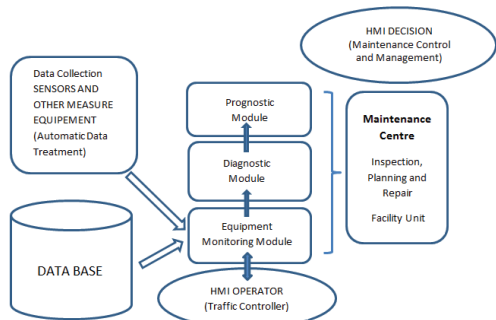 HMI DECISION
(Maintenance Control
and Management)
Data Collection
SENSORS AND
OTHER MEASURE
EQUIPEMENT
(Automatic Data
Treatment)
Prognostic
Module
Diagnostic
Module
Equipment
Monitoring Module
Maintenance
Centre
Inspection,
Planning and
Repair
Facility Unit
DATA BASE
HMI OPERATOR
(Traffic Controller)